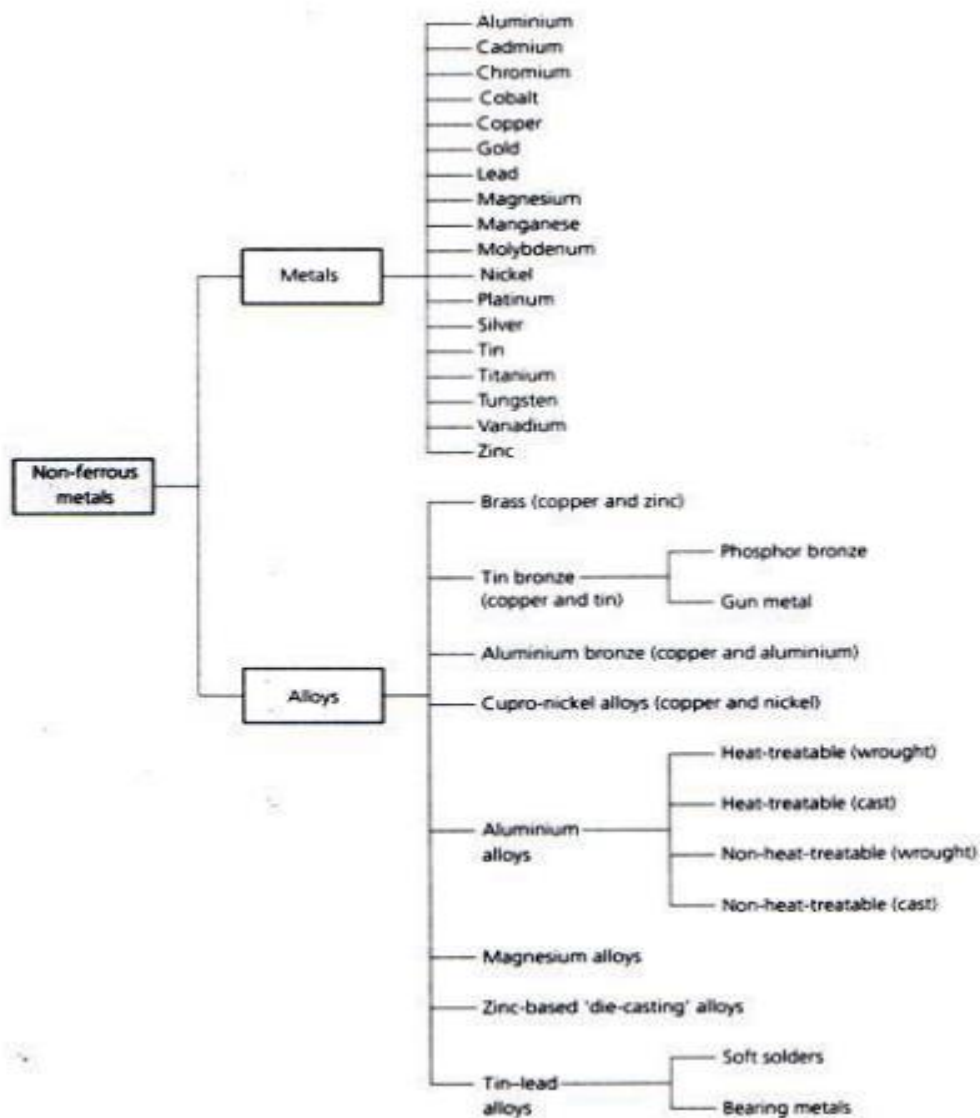 Aluminium
Cadmium
Chromium
Cobalt
Copper
Gold
Lead
Magnesium
Manganese
Molybdenum
Metals
Nickel
Platinum
Silver
Tin
Titanium
Tungsten
Vanadium
Zinc
Non-ferrous
metals
Brass (copper and zinc)
Tin bronze
(copper and tin)
Phosphor bronze
Gun metal
Aluminium bronze (copper and aluminium)
Alloys
Cupro-nickel alloys (copper and nickel)
Aluminium
alloys
Heat-treatable (wrought)
Heat-treatable (cast)
Non-heat-treatable (wrought)
Non-heat-treatable (cast)
Magnesium alloys
Zinc-based 'die-casting' alloys
Tin–lead
alloys
Soft solders
Bearing metals